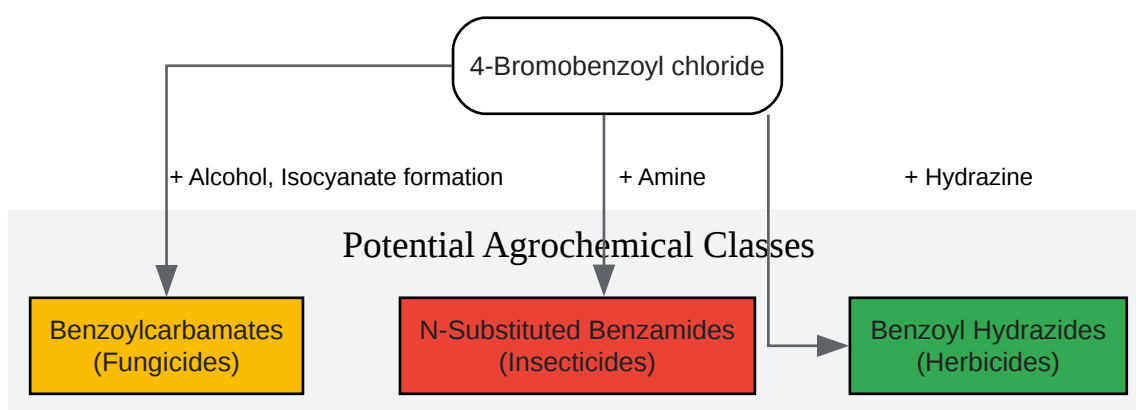 4-Bromobenzoyl chloride
+ Alcohol, Isocyanate formation
+ Amine
+ Hydrazine
Potential Agrochemical Classes
Benzoylcarbamates
(Fungicides)
N-Substituted Benzamides
(Insecticides)
Benzoyl Hydrazides
(Herbicides)